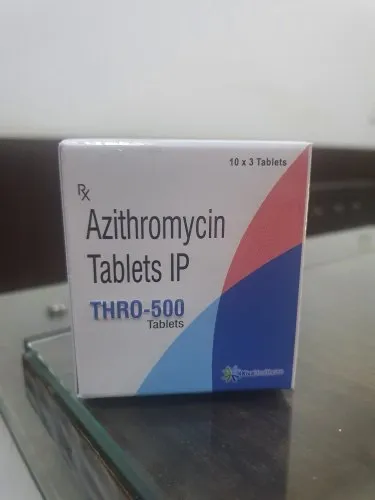 10 x 3 Tablets
Rx
Azithromycin
Tablets IP
THRO-500
Tablets